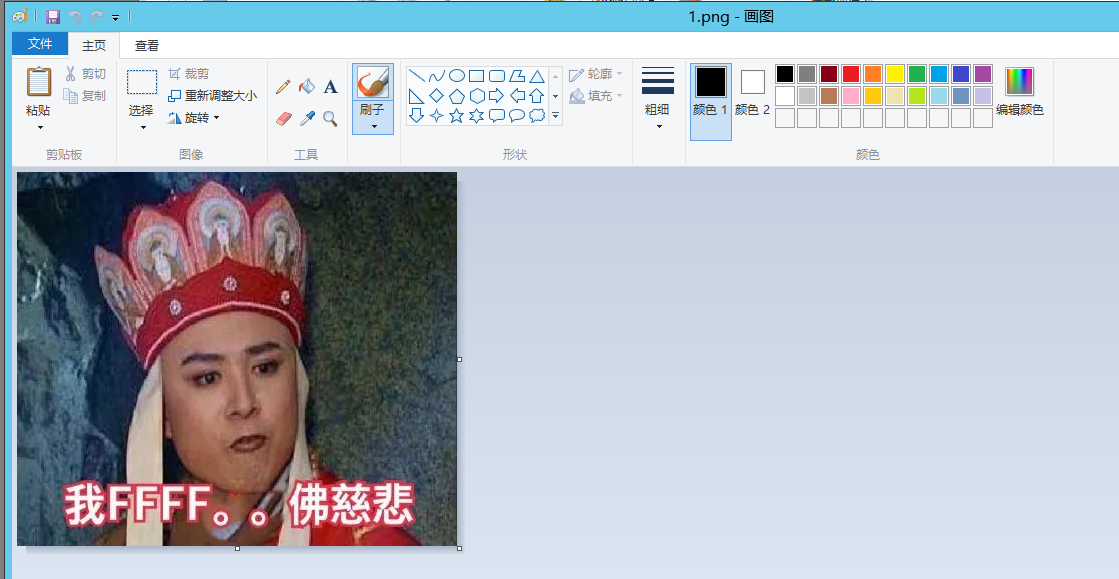 1.png - 画图
文件 主页 查看
粘贴
剪切
复制
剪贴板
选择
裁剪
重新调整大小
旋转
图像
A
工具
刷子
轮廓
填充
形状
粗细
颜色 1
颜色 2
编辑颜色
颜色
我FFFF。。佛慈悲